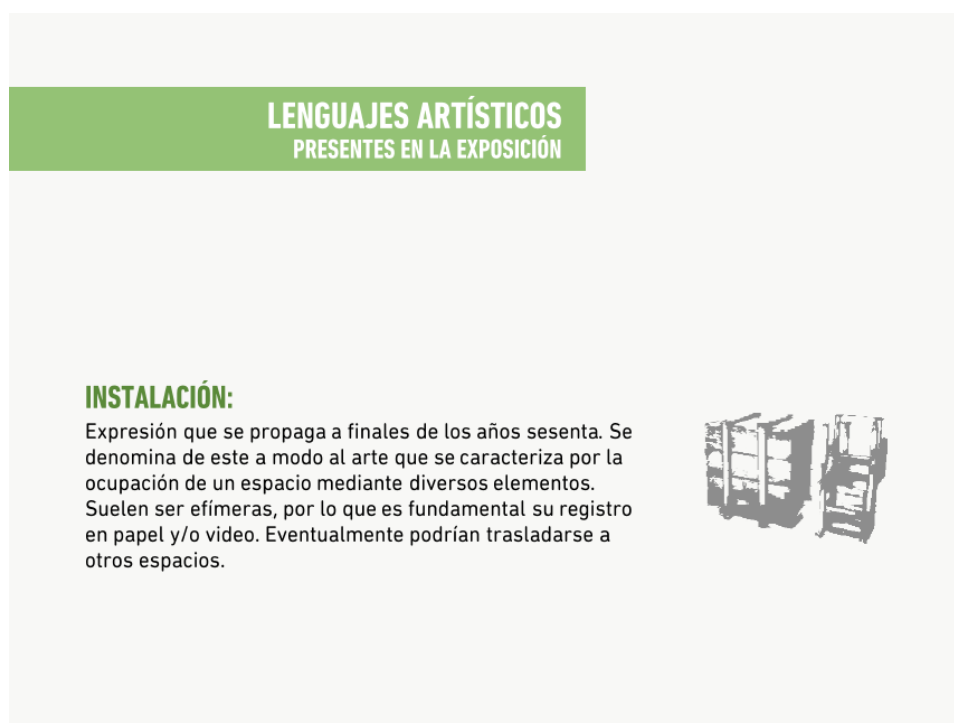 LENGUAJES ARTÍSTICOS
PRESENTES EN LA EXPOSICIÓN
INSTALACIÓN:
Expresión que se propaga a finales de los años sesenta. Se
denomina de este a modo al arte que se caracteriza por la
ocupación de un espacio mediante diversos elementos.
Suelen ser efímeras, por lo que es fundamental su registro
en papel y/o video. Eventualmente podrían trasladarse a
otros espacios.